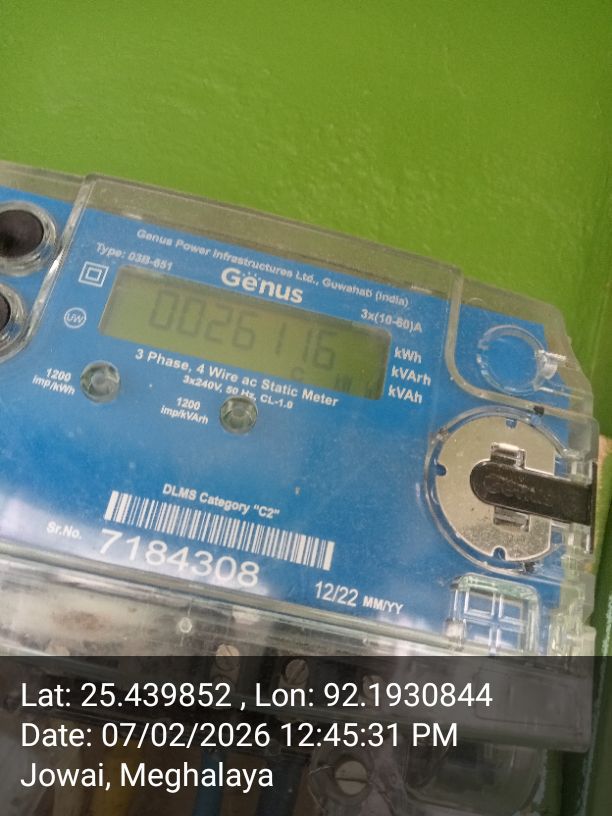 Genus Power Infrastructures Ltd., Guwahati (India)
Type: 03B-651
Genus
3x(10-60)A
UW
0026116
kWh
kVArh
kVAh
3 Phase, 4 Wire ac Static Meter
3x240V, 50 Hz, CL-1.0
1200
imp/kWh
1200
imp/kVArh
DLMS Category "C2"
Sr.No.
7184308
12/22 MM/YY
Lat: 25.439852 , Lon: 92.1930844
Date: 07/02/2026 12:45:31 PM
Jowai, Meghalaya